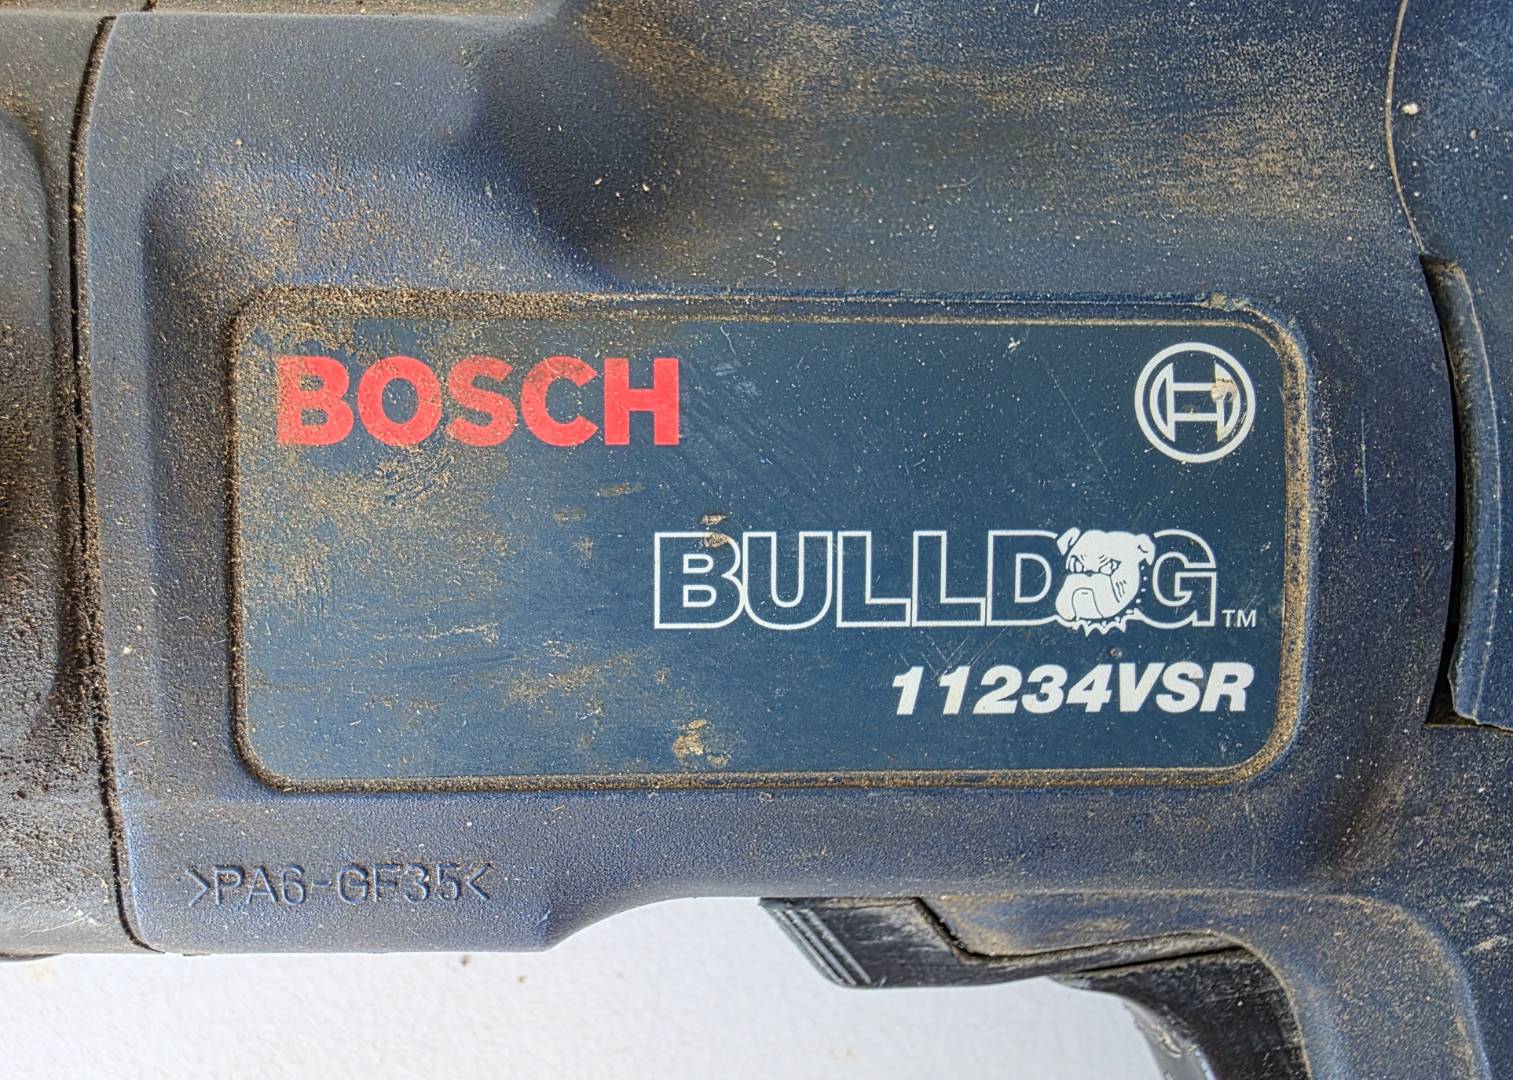 BOSCH
BULLDOG™
11234VSR
>PA6-GF35<